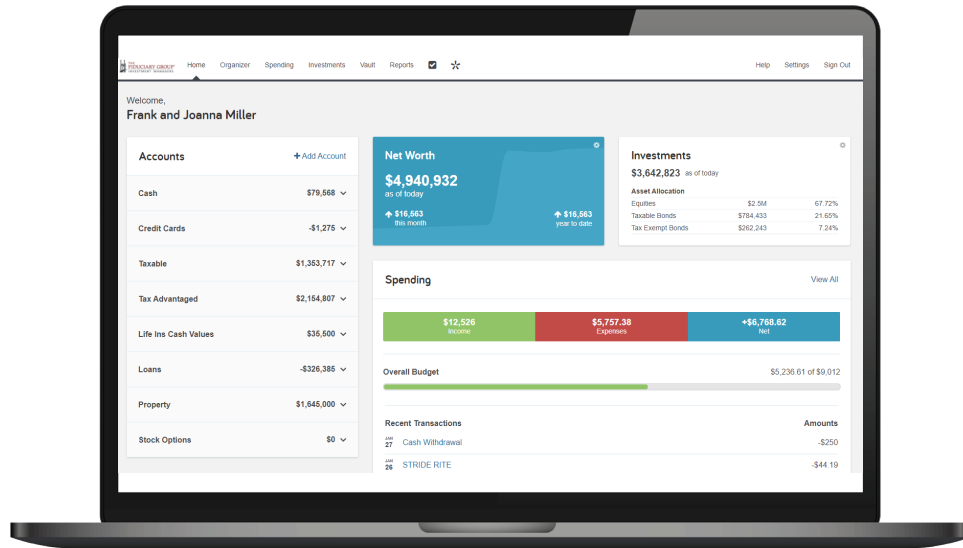 THE
FIDUCIARY GROUP
INVESTMENT MANAGERS
Home Organizer Spending Investments Vault Reports Help Settings Sign Out
Welcome,
Frank and Joanna Miller
Accounts + Add Account
Cash $79,568
Credit Cards -$1,275
Taxable $1,353,717
Tax Advantaged $2,154,807
Life Ins Cash Values $35,500
Loans -$326,385
Property $1,645,000
Stock Options $0
Net Worth
$4,940,932
as of today
$16,563 $16,563
this month year to date
Investments
$3,642,823 as of today
Asset Allocation
Equities $2.5M 67.72%
Taxable Bonds $784,433 21.65%
Tax Exempt Bonds $262,243 7.24%
Spending View All
$12,526 $5,757.38 +$6,768.62
Income Expenses Net
Overall Budget $5,236.61 of $9,012
Recent Transactions Amounts
JAN
27 Cash Withdrawal -$250
JAN
26 STRIDE RITE -$44.19